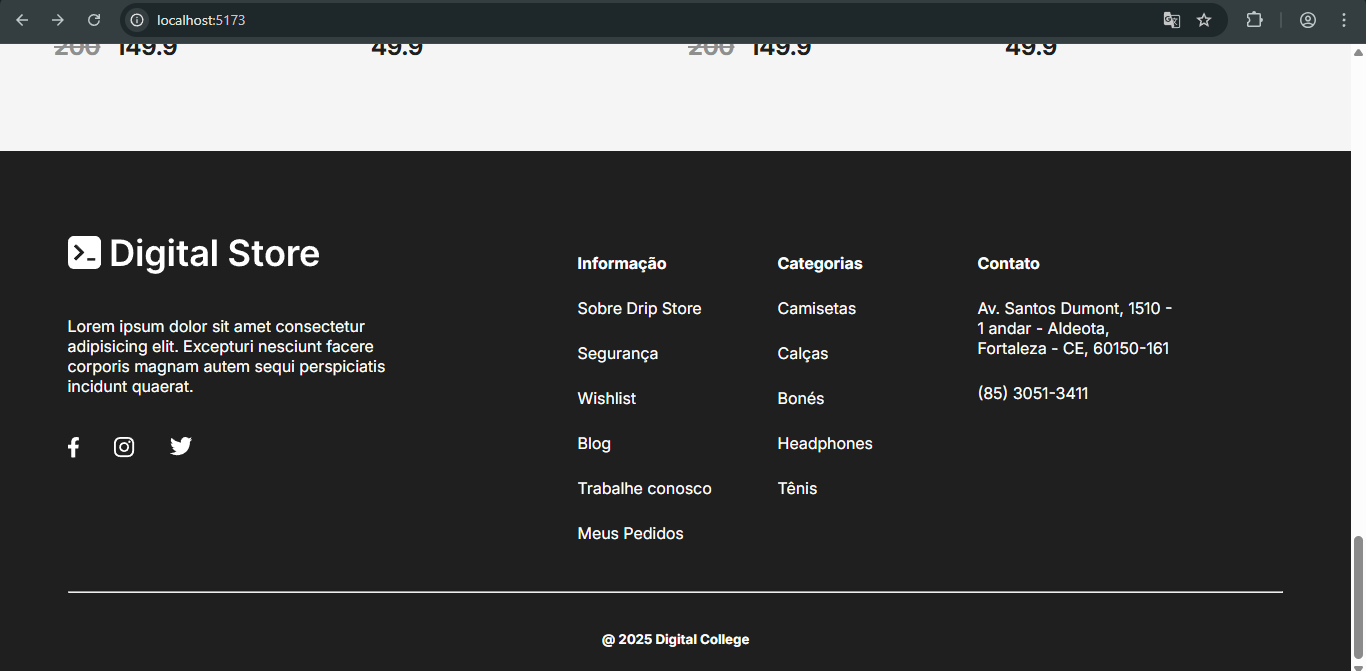 localhost:5173
200 149.9 49.9 200 149.9 49.9
Digital Store
Lorem ipsum dolor sit amet consectetur
adipisicing elit. Excepturi nesciunt facere
corporis magnam autem sequi perspiciatis
incidunt quaerat.
Informação
Sobre Drip Store
Segurança
Wishlist
Blog
Trabalhe conosco
Meus Pedidos
Categorias
Camisetas
Calças
Bonés
Headphones
Tênis
Contato
Av. Santos Dumont, 1510 -
1 andar - Aldeota,
Fortaleza - CE, 60150-161
(85) 3051-3411
@ 2025 Digital College